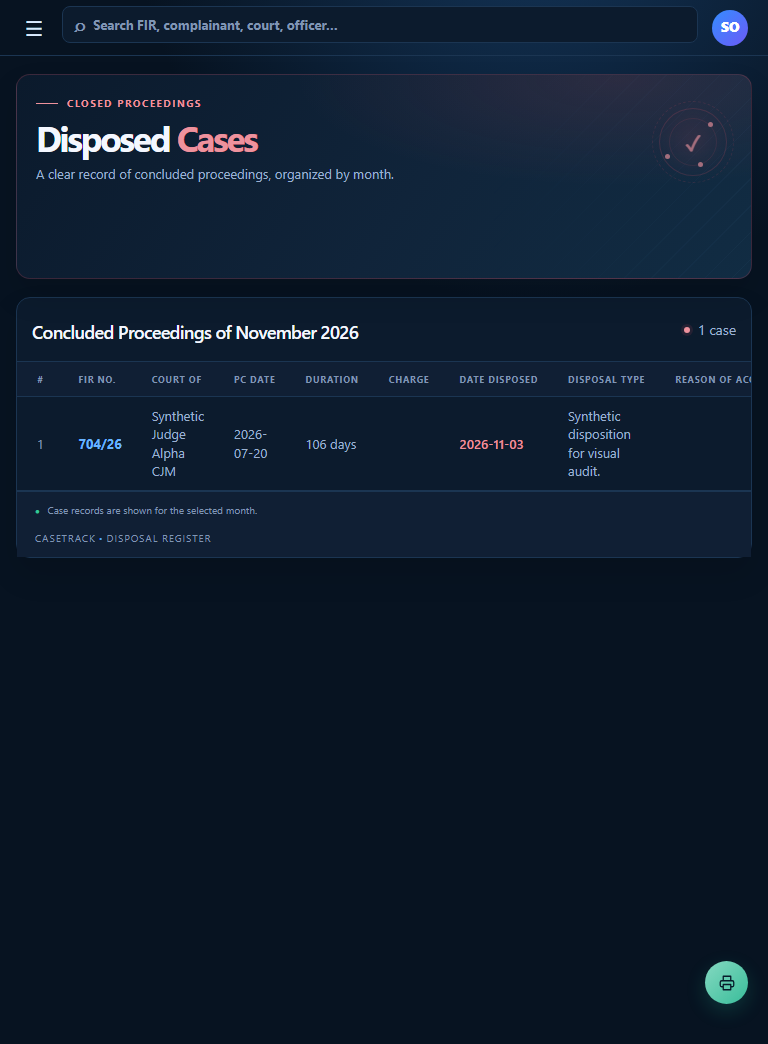 ☰
Search FIR, complainant, court, officer...
SO
CLOSED PROCEEDINGS
Disposed Cases
A clear record of concluded proceedings, organized by month.
Concluded Proceedings of November 2026
1 case
# FIR NO. COURT OF PC DATE DURATION CHARGE DATE DISPOSED DISPOSAL TYPE REASON OF
1 704/26 Synthetic Judge Alpha CJM 2026-07-20 106 days 2026-11-03 Synthetic disposition for visual audit.
• Case records are shown for the selected month.
CASETRACK • DISPOSAL REGISTER